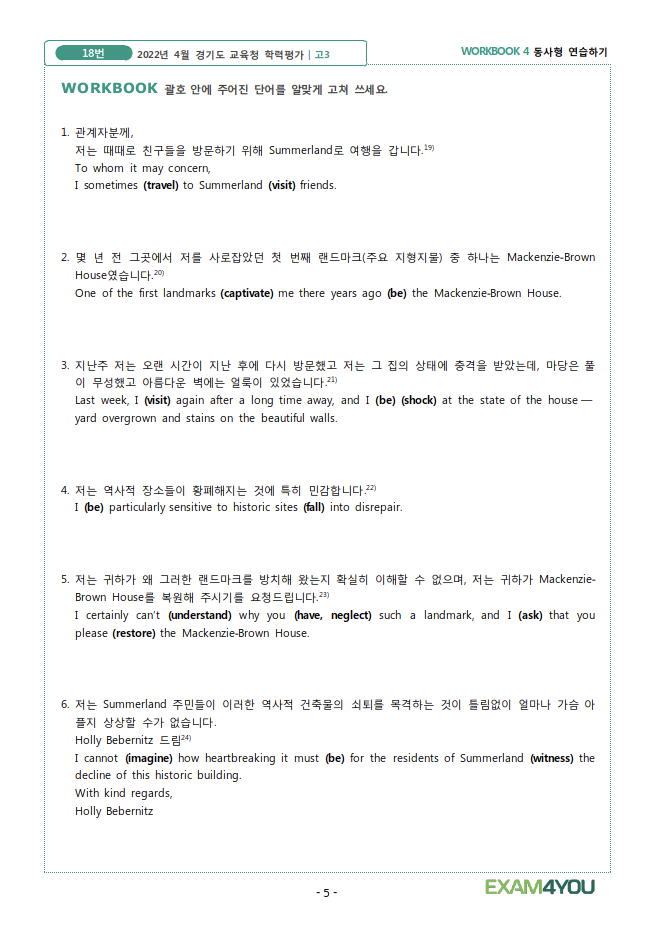 18번
2022년 4월 경기도 교육청 학력평가 | 고3
WORKBOOK 4 동사형 연습하기
WORKBOOK 괄호 안에 주어진 단어를 알맞게 고쳐 쓰세요.
1. 관계자분께,
저는 때때로 친구들을 방문하기 위해 Summerland로 여행을 갑니다.19)
To whom it may concern,
I sometimes (travel) to Summerland (visit) friends.
2. 몇 년 전 그곳에서 저를 사로잡았던 첫 번째 랜드마크(주요 지형지물) 중 하나는 Mackenzie-Brown
House였습니다.20)
One of the first landmarks (captivate) me there years ago (be) the Mackenzie-Brown House.
3. 지난주 저는 오랜 시간이 지난 후에 다시 방문했고 저는 그 집의 상태에 충격을 받았는데, 마당은 풀
이 무성했고 아름다운 벽에는 얼룩이 있었습니다.21)
Last week, I (visit) again after a long time away, and I (be) (shock) at the state of the house —
yard overgrown and stains on the beautiful walls.
4. 저는 역사적 장소들이 황폐해지는 것에 특히 민감합니다.22)
I (be) particularly sensitive to historic sites (fall) into disrepair.
5. 저는 귀하가 왜 그러한 랜드마크를 방치해 왔는지 확실히 이해할 수 없으며, 저는 귀하가 Mackenzie-
Brown House를 복원해 주시기를 요청드립니다.23)
I certainly can't (understand) why you (have, neglect) such a landmark, and I (ask) that you
please (restore) the Mackenzie-Brown House.
6. 저는 Summerland 주민들이 이러한 역사적 건축물의 쇠퇴를 목격하는 것이 틀림없이 얼마나 가슴 아
플지 상상할 수가 없습니다.
Holly Bebernitz 드림24)
I cannot (imagine) how heartbreaking it must (be) for the residents of Summerland (witness) the
decline of this historic building.
With kind regards,
Holly Bebernitz
- 5 -
EXAM4YOU